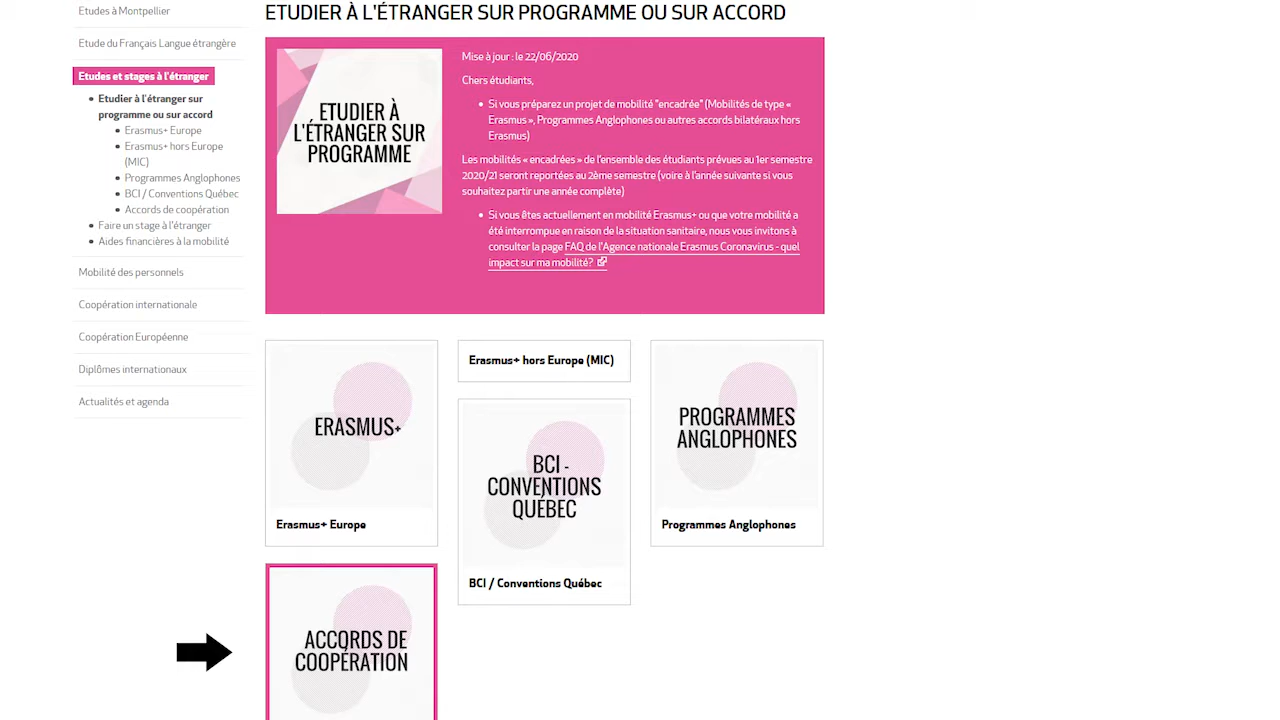 Etudes à Montpellier
Etude du Français Langue étrangère
Etudes et stages à l'étranger
Etudier à l'étranger sur
programme ou sur accord
Erasmus+ Europe
Erasmus+ hors Europe
(MIC)
Programmes Anglophones
BCI / Conventions Québec
Accords de coopération
Faire un stage à l'étranger
Aides financières à la mobilité
Mobilité des personnels
Coopération internationale
Coopération Européenne
Diplômes internationaux
Actualités et agenda
ETUDIER À L'ÉTRANGER SUR PROGRAMME OU SUR ACCORD
ETUDIER À
L'ÉTRANGER SUR
PROGRAMME
Mise à jour : le 22/06/2020
Chers étudiants,
Si vous préparez un projet de mobilité "encadrée" (Mobilités de type «
Erasmus », Programmes Anglophones ou autres accords bilatéraux hors
Erasmus)
Les mobilités « encadrées » de l'ensemble des étudiants prévues au 1er semestre
2020/21 seront reportées au 2ème semestre (voire à l'année suivante si vous
souhaitez partir une année complète)
Si vous êtes actuellement en mobilité Erasmus+ ou que votre mobilité a
été interrompue en raison de la situation sanitaire, nous vous invitons à
consulter la page FAQ de l'Agence nationale Erasmus Coronavirus - quel
impact sur ma mobilité?
ERASMUS+
Erasmus+ Europe
Erasmus+ hors Europe (MIC)
BCI -
CONVENTIONS
QUÉBEC
BCI / Conventions Québec
PROGRAMMES
ANGLOPHONES
Programmes Anglophones
ACCORDS DE
COOPÉRATION